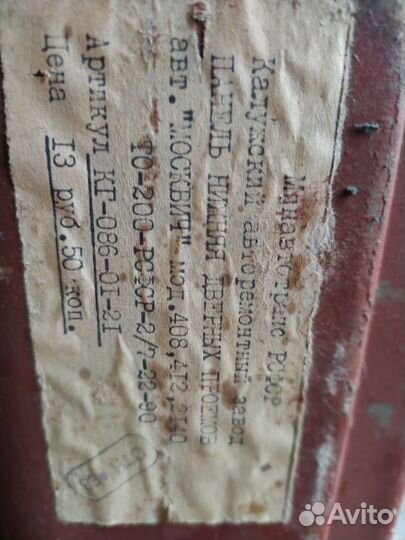 Минавтотранс РСФСР
Калужский авторемонтный завод
ПАНЕЛЬ НИЖНЯЯ ДВЕРНЫХ ПРОЕМОВ
авт. "МОСКВИЧ" мод.408,412,2140
10-200-РСФСР-2/7-22-90
Артикул КГ-086-01-21
Цена 13 руб.50 коп.
Avito